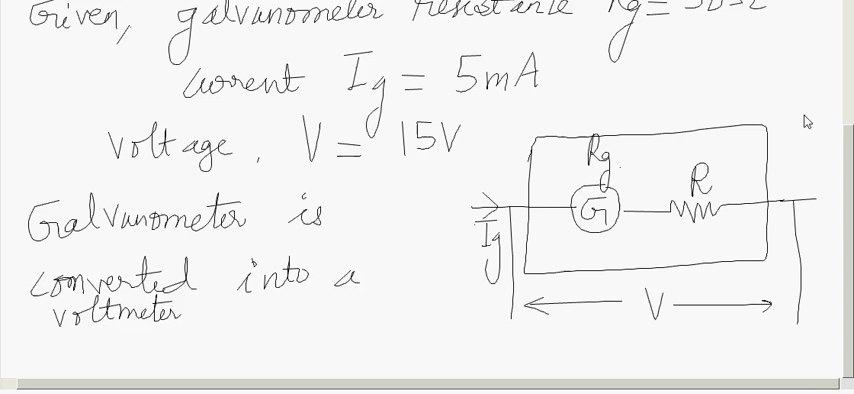 Given, galvanometer resistance Rg =
current Ig = 5mA
voltage, V = 15V
Galvanometer is
converted into a
voltmeter
Rg
G
R
Ig
V